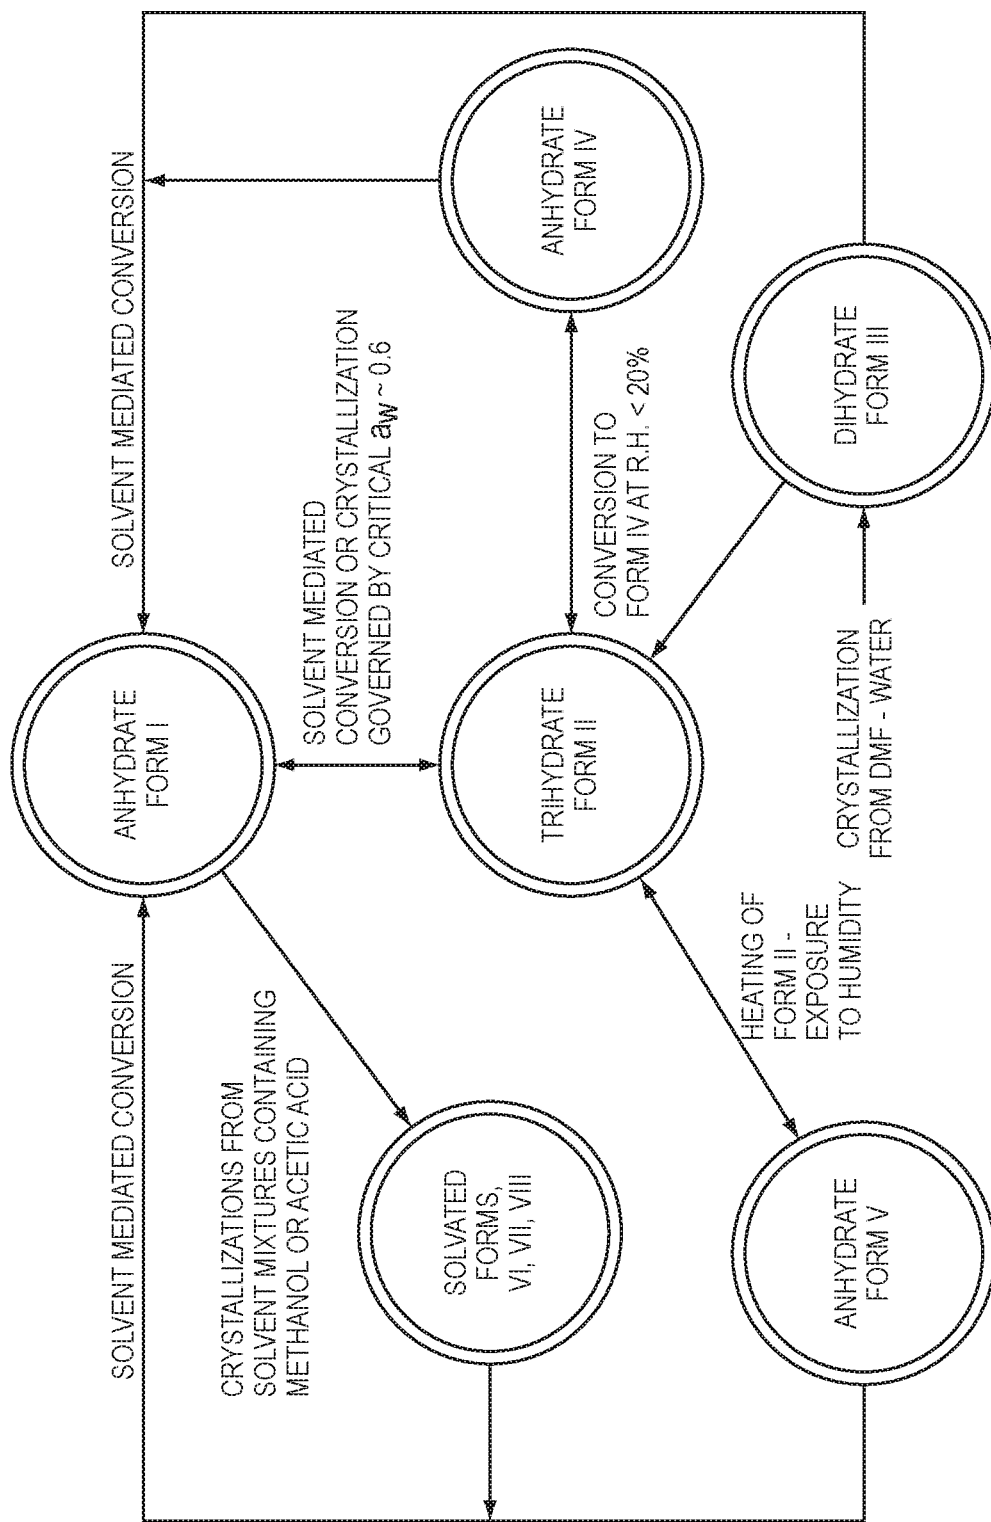 SOLVENT MEDIATED CONVERSION
ANHYDRATE
FORM I
SOLVENT MEDIATED CONVERSION
CRYSTALLIZATIONS FROM
SOLVENT MIXTURES CONTAINING
METHANOL OR ACETIC ACID
SOLVENT MEDIATED
CONVERSION OR CRYSTALLIZATION
GOVERNED BY CRITICAL aw ~ 0.6
SOLVATED
FORMS,
VI, VII, VIII
TRIHYDRATE
FORM II
ANHYDRATE
FORM IV
CONVERSION TO
FORM IV AT R.H. < 20%
HEATING OF
FORM II -
EXPOSURE
TO HUMIDITY
ANHYDRATE
FORM V
CRYSTALLIZATION
FROM DMF - WATER
DIHYDRATE
FORM III